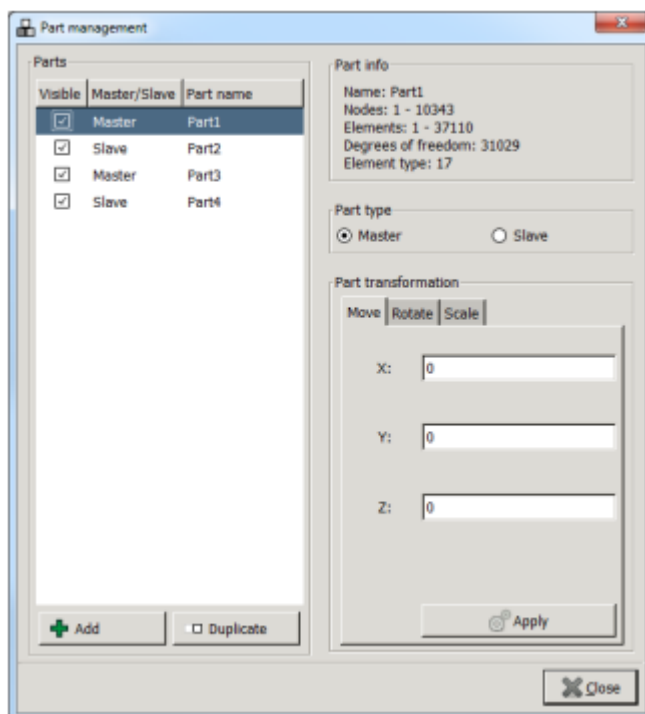 Part management
Parts
Visible Master/Slave Part name
Master Part1
Slave Part2
Master Part3
Slave Part4
Add
Duplicate
Part info
Name: Part1
Nodes: 1 - 10343
Elements: 1 - 37110
Degrees of freedom: 31029
Element type: 17
Part type
Master Slave
Part transformation
Move Rotate Scale
X: 0
Y: 0
Z: 0
Apply
Close